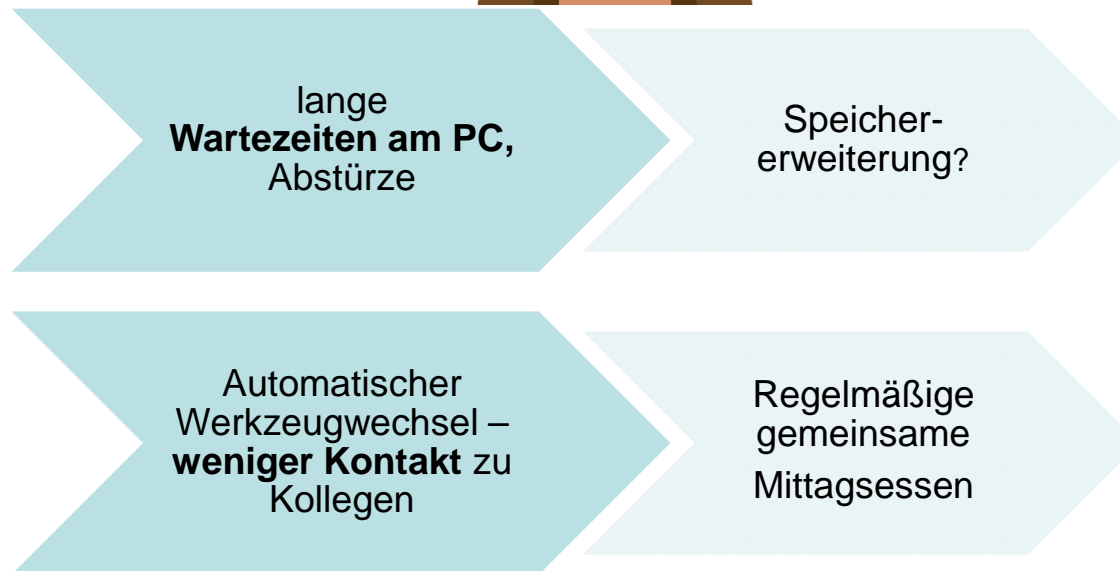 lange
Wartezeiten am PC,
Abstürze
Speicher-
erweiterung?
Automatischer
Werkzeugwechsel –
weniger Kontakt zu
Kollegen
Regelmäßige
gemeinsame
Mittagsessen